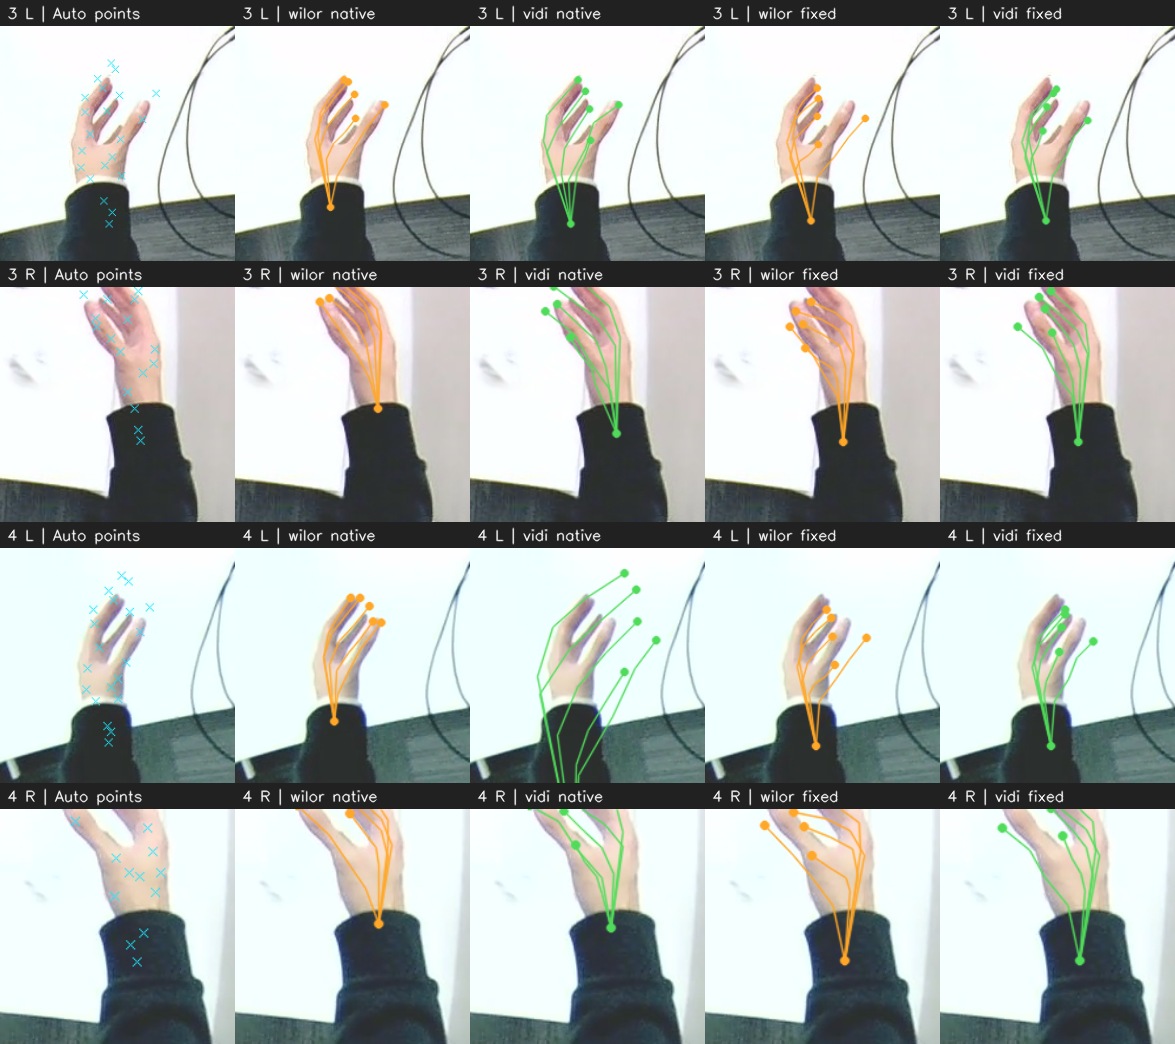 3 L | Auto points
3 L | wilor native
3 L | vidi native
3 L | wilor fixed
3 L | vidi fixed
3 R | Auto points
3 R | wilor native
3 R | vidi native
3 R | wilor fixed
3 R | vidi fixed
4 L | Auto points
4 L | wilor native
4 L | vidi native
4 L | wilor fixed
4 L | vidi fixed
4 R | Auto points
4 R | wilor native
4 R | vidi native
4 R | wilor fixed
4 R | vidi fixed